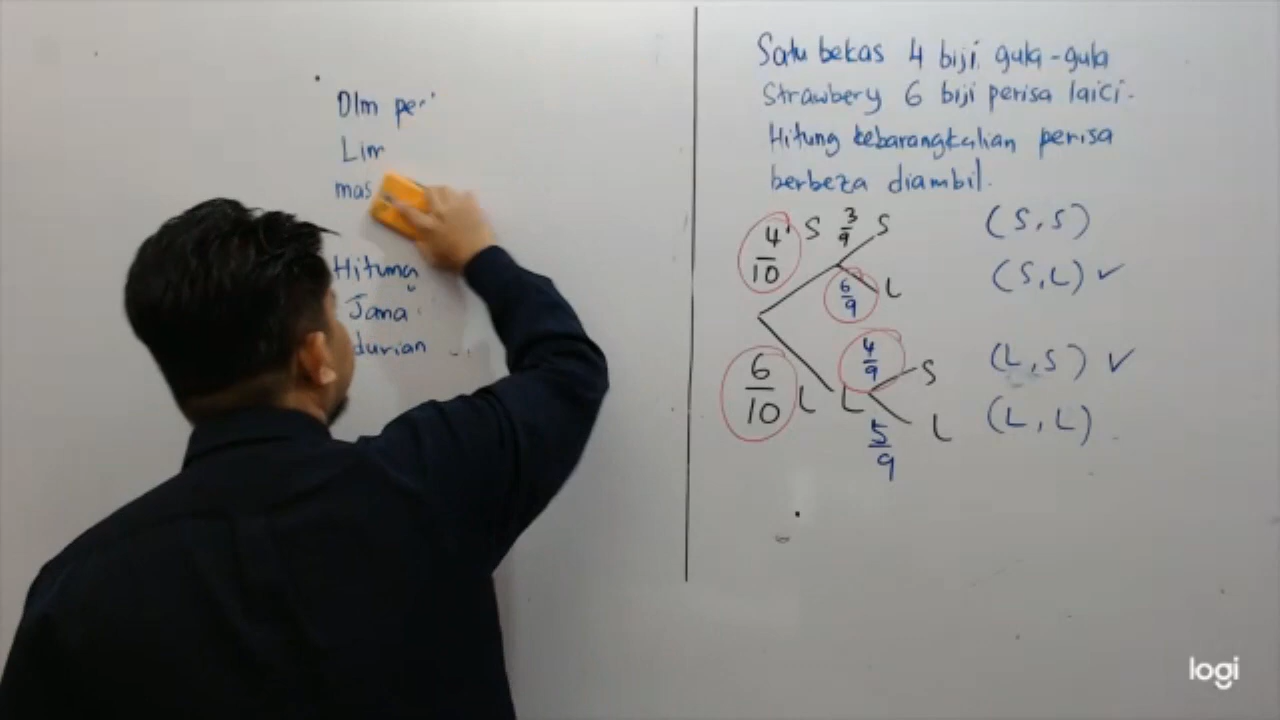 Dlm per
Lim
mas
Hitung
Jana
durian
Satu bekas 4 biji gula-gula
Strawbery 6 biji perisa laici.
Hitung kebarangkalian perisa
berbeza diambil.
4/10 S 3/9 S (S,S)
6/9 L (S,L) ✓
6/10 L L 4/9 S (L,S) ✓
5/9 L (L,L)
logi